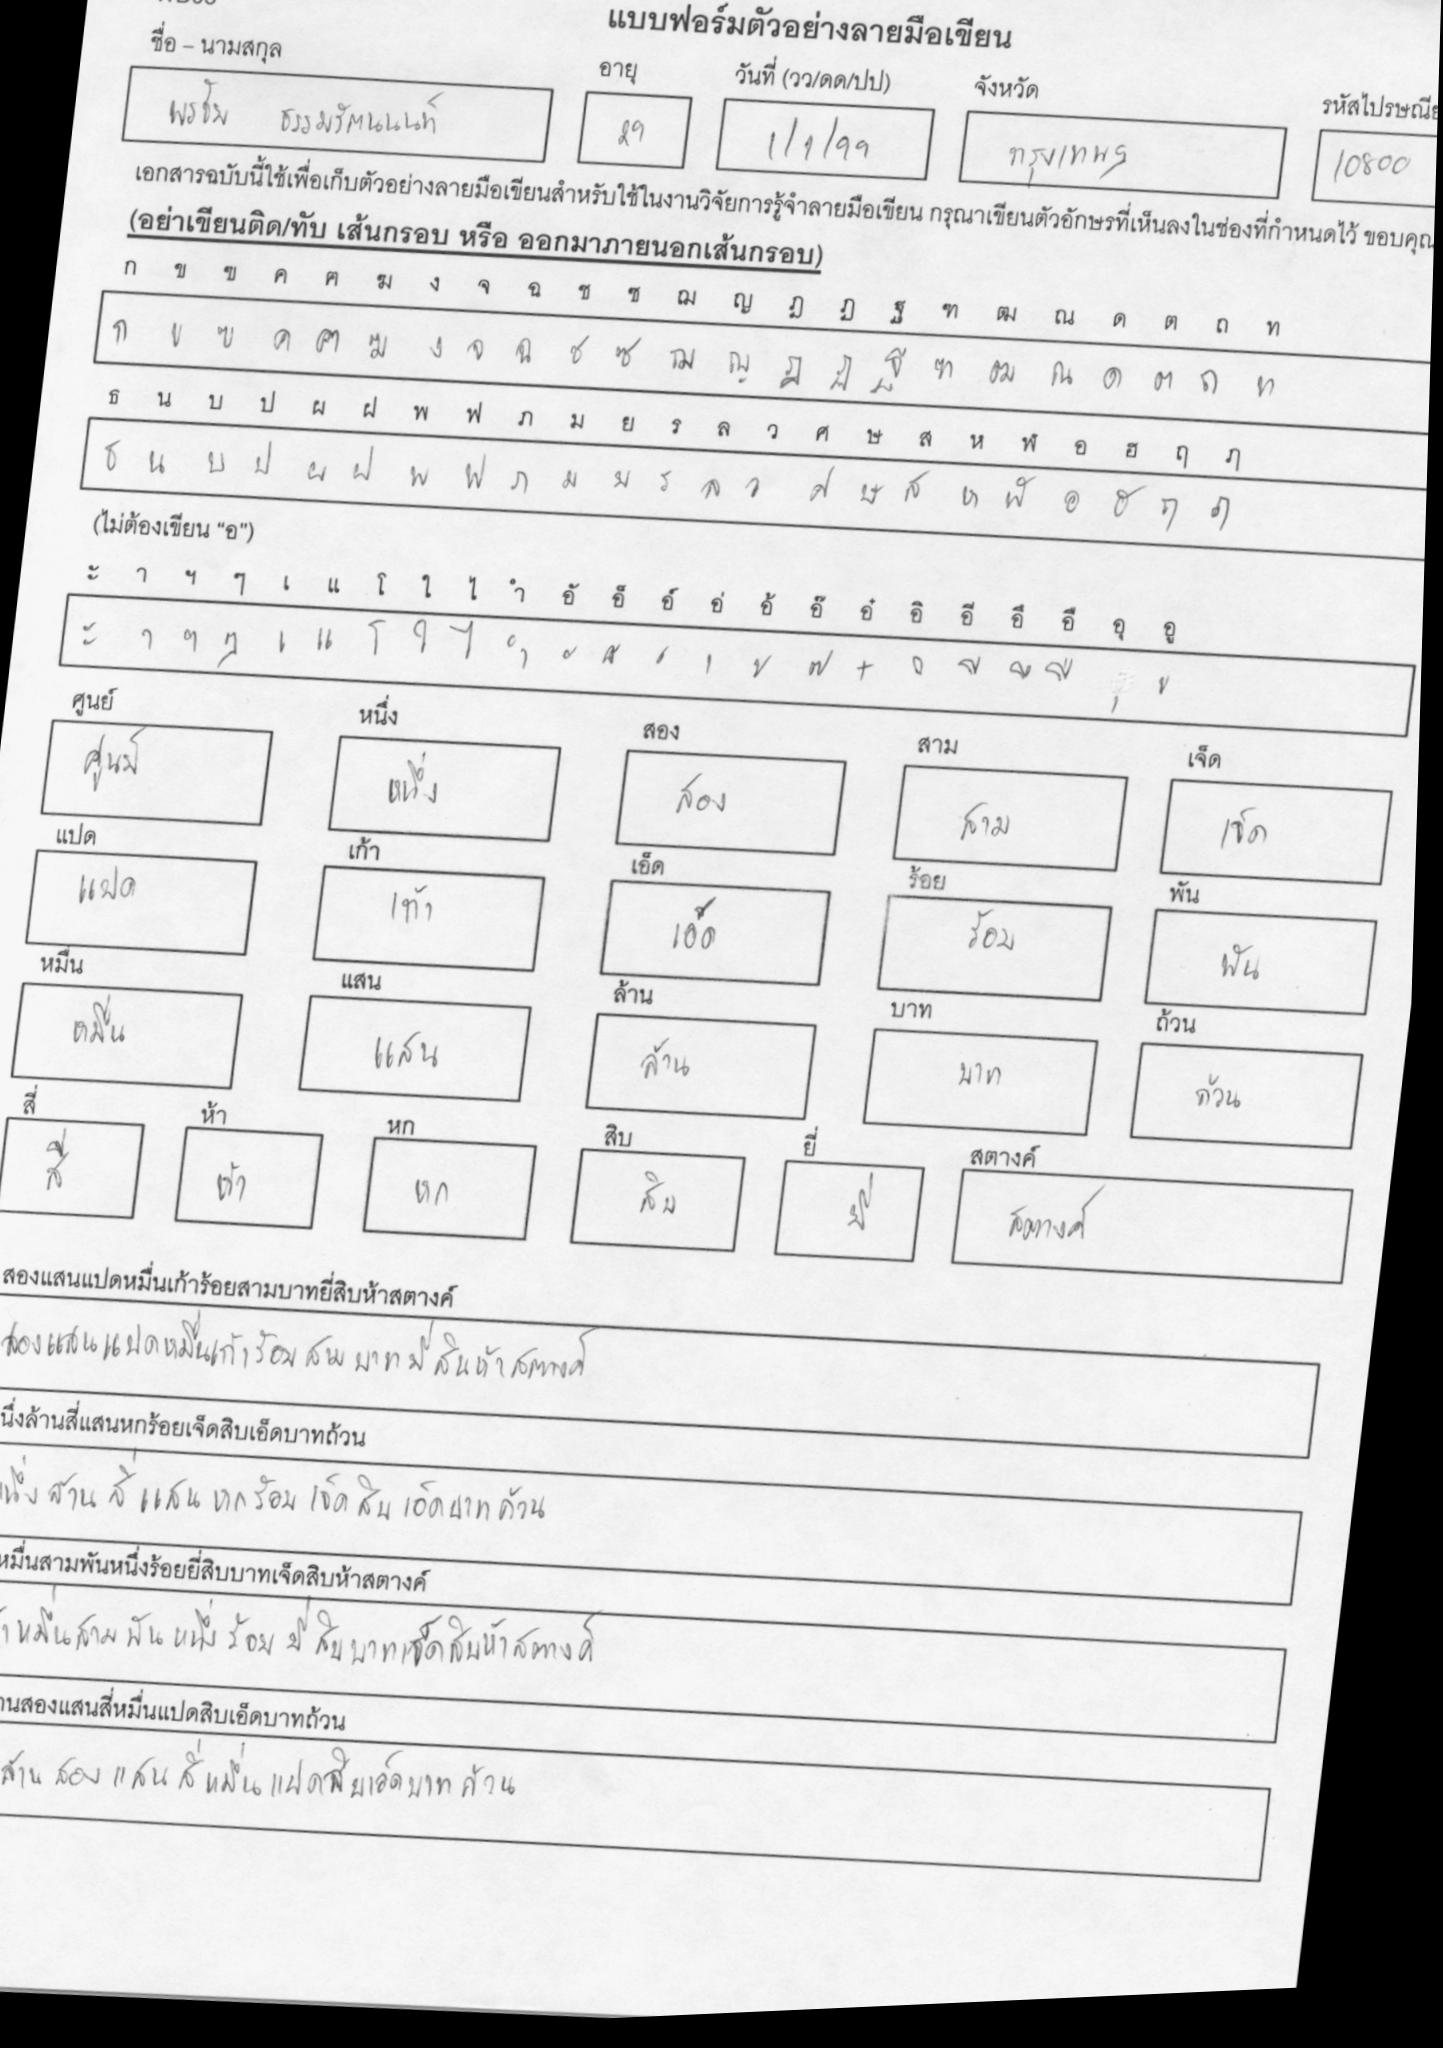 แบบฟอร์มตัวอย่างลายมือเขียน
ชื่อ – นามสกุล อายุ วันที่ (วว/ดด/ปป) จังหวัด รหัสไปรษณีย
พรชัย ธรรมรัตนนนท์ 29 1/1/99 กรุงเทพฯ 10800
เอกสารฉบับนี้ใช้เพื่อเก็บตัวอย่างลายมือเขียนสำหรับใช้ในงานวิจัยการรู้จำลายมือเขียน กรุณาเขียนตัวอักษรที่เห็นลงในช่องที่กำหนดไว้ ขอบคุณ
(อย่าเขียนติด/ทับ เส้นกรอบ หรือ ออกมาภายนอกเส้นกรอบ)
ก ข ฃ ค ฅ ฆ ง จ ฉ ช ซ ฌ ญ ฎ ฏ ฐ ฑ ฒ ณ ด ต ถ ท
ก ข ฃ ค ฅ ฆ ง จ ฉ ช ซ ฌ ญ ฎ ฏ ฐ ฑ ฒ ณ ด ต ถ ท
ธ น บ ป ผ ฝ พ ฟ ภ ม ย ร ล ว ศ ษ ส ห ฬ อ ฮ ฤ ฦ
ธ น บ ป ผ ฝ พ ฟ ภ ม ย ร ล ว ศ ษ ส ห ฬ อ ฮ ฤ ฦ
(ไม่ต้องเขียน "อ")
ะ า ฯ ๆ เ แ โ ใ ไ ำ อั อ็ อ์ อ่ อ้ อ๊ อ๋ อิ อี อึ อื อุ อู
ะ า ฯ ๆ เ แ โ ใ ไ ำ ั ็ ์ ่ ้ ๊ ๋ ิ ี ึ ื ุ ู
ศูนย์ หนึ่ง สอง สาม เจ็ด
ศูนย์ หนึ่ง สอง สาม เจ็ด
แปด เก้า เอ็ด ร้อย พัน
แปด เก้า เอ็ด ร้อย พัน
หมื่น แสน ล้าน บาท ถ้วน
หมื่น แสน ล้าน บาท ถ้วน
สี่ ห้า หก สิบ ยี่ สตางค์
สี่ ห้า หก สิบ ยี่ สตางค์
สองแสนแปดหมื่นเก้าร้อยสามบาทยี่สิบห้าสตางค์
สองแสนแปดหมื่นเก้าร้อยสามบาทยี่สิบห้าสตางค์
นึ่งล้านสี่แสนหกร้อยเจ็ดสิบเอ็ดบาทถ้วน
นึ่งล้านสี่แสนหกร้อยเจ็ดสิบเอ็ดบาทถ้วน
หมื่นสามพันหนึ่งร้อยยี่สิบบาทเจ็ดสิบห้าสตางค์
าหมื่นสามพันหนึ่งร้อยยี่สิบบาทเจ็ดสิบห้าสตางค์
านสองแสนสี่หมื่นแปดสิบเอ็ดบาทถ้วน
ล้านสองแสนสี่หมื่นแปดสิบเอ็ดบาทถ้วน